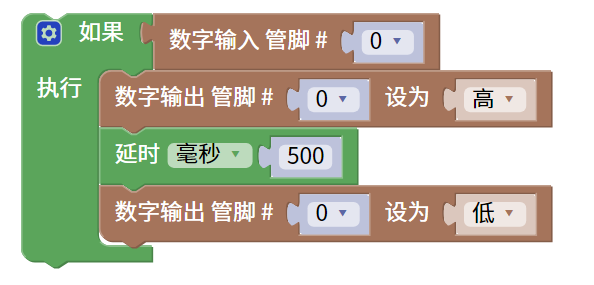 如果 数字输入 管脚 # 0
执行 数字输出 管脚 # 0 设为 高
延时 毫秒 500
数字输出 管脚 # 0 设为 低